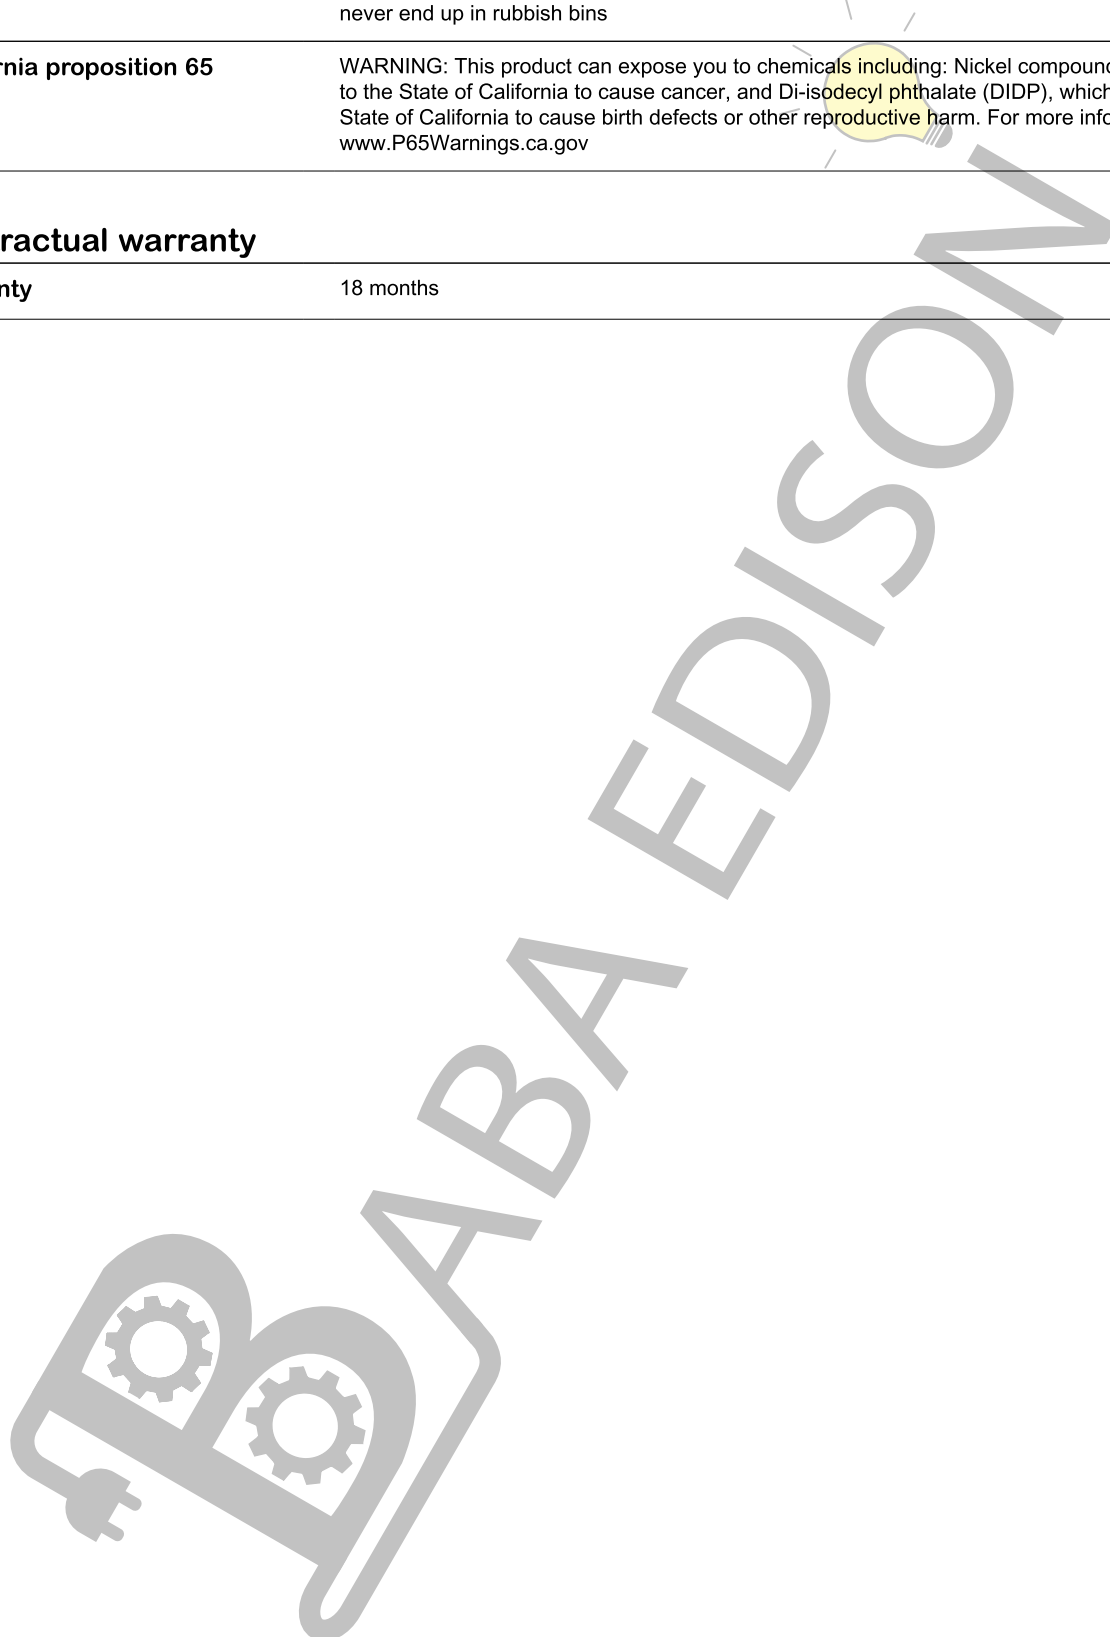 never end up in rubbish bins
rnia proposition 65
WARNING: This product can expose you to chemicals including: Nickel compound
to the State of California to cause cancer, and Di-isodecyl phthalate (DIDP), which
State of California to cause birth defects or other reproductive harm. For more info
www.P65Warnings.ca.gov
ractual warranty
nty 18 months
BABA EDISON